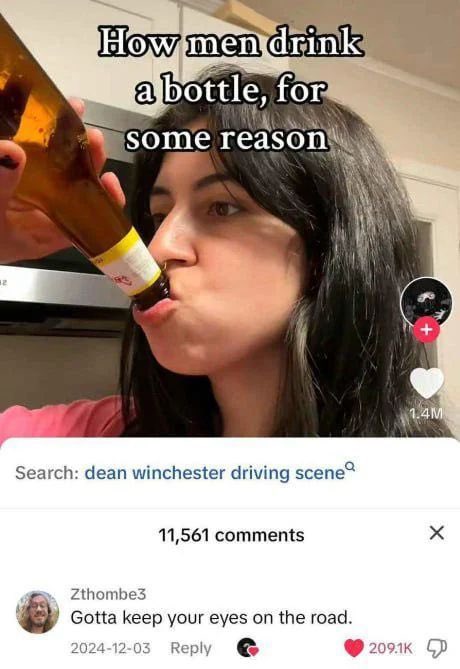 How men drink
a bottle, for
some reason
1.4M
Search: dean winchester driving scene
11,561 comments
Zthombe3
Gotta keep your eyes on the road.
2024-12-03 Reply 209.1K